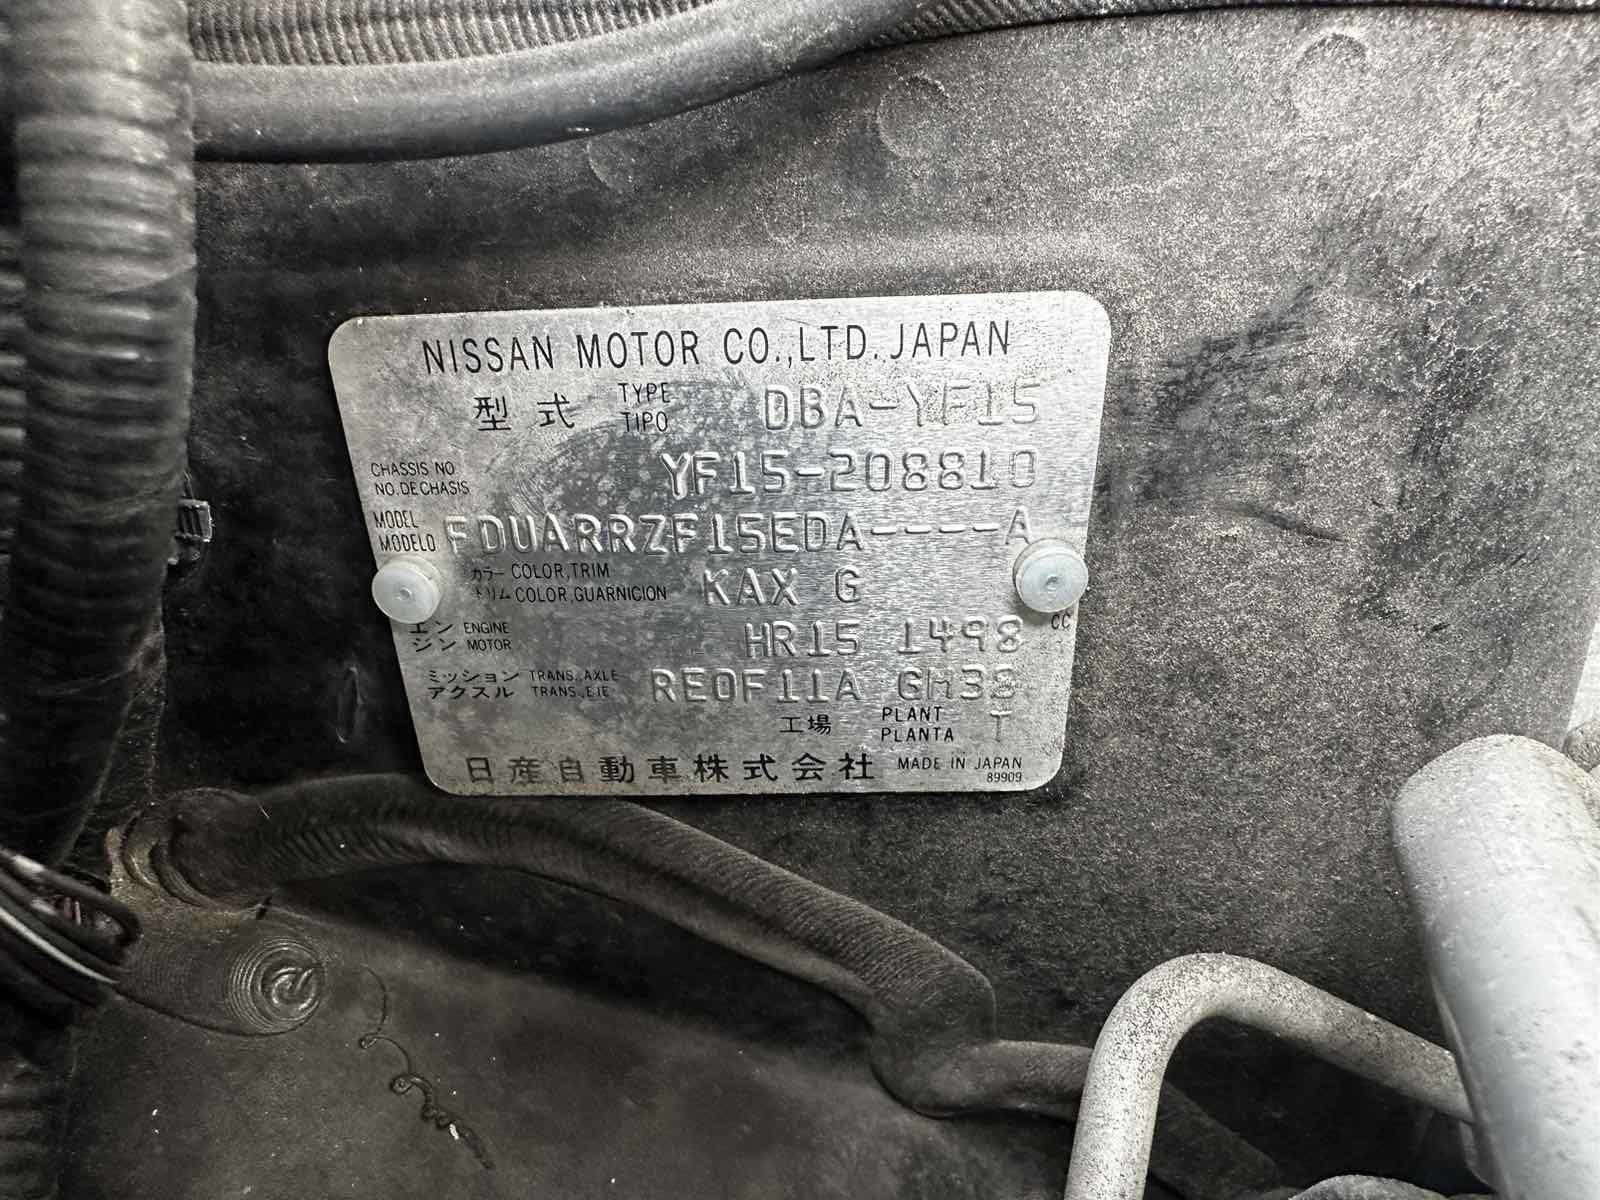 NISSAN MOTOR CO.,LTD. JAPAN
型式 TYPE TIPO DBA-YF15
CHASSIS NO NO.DE CHASIS YF15-208810
MODEL MODELO FDUARRZF15EDA----A
カラー COLOR,TRIM トリム COLOR,GUARNICION KAX G
エンジン ENGINE MOTOR HR15 1498 CC
ミッション TRANS.,AXLE アクスル TRANS.,EJE RE0F11A GM38
工場 PLANT PLANTA T
日産自動車株式会社 MADE IN JAPAN
89909